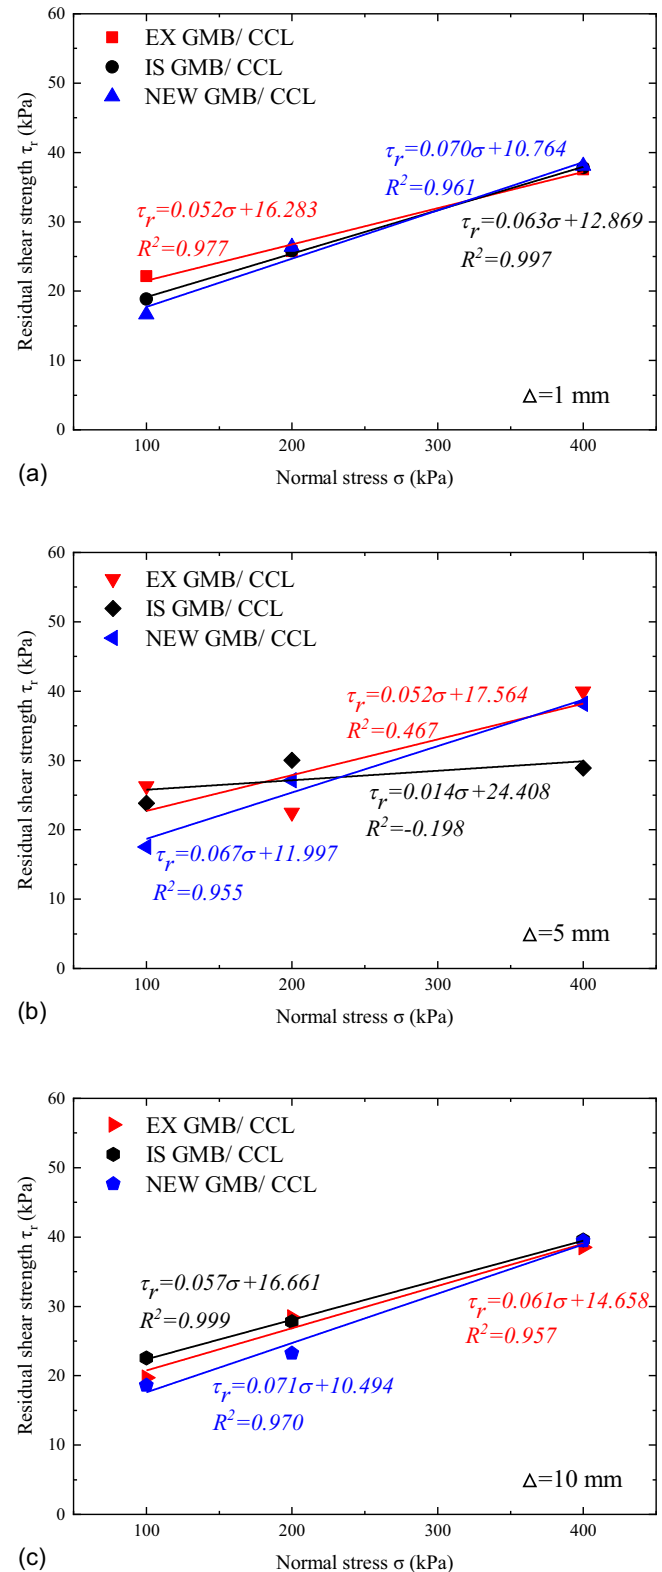 60
EX GMB/ CCL
50
IS GMB/ CCL
NEW GMB/ CCL
40
τr=0.070σ+10.764
R²=0.961
τr=0.052σ+16.283
R²=0.977
τr=0.063σ+12.869
R²=0.997
30
20
10
Δ=1 mm
0
100 200 300 400
Residual shear strength τr (kPa)
Normal stress σ (kPa)
(a)
60
EX GMB/ CCL
IS GMB/ CCL
50
NEW GMB/ CCL
40
τr=0.052σ+17.564
R²=0.467
30
τr=0.014σ+24.408
R²=-0.198
20
τr=0.067σ+11.997
R²=0.955
10
Δ=5 mm
0
100 200 300 400
Residual shear strength τr (kPa)
Normal stress σ (kPa)
(b)
60
EX GMB/ CCL
IS GMB/ CCL
50
NEW GMB/ CCL
40
τr=0.057σ+16.661
R²=0.999
30
τr=0.061σ+14.658
R²=0.957
20
τr=0.071σ+10.494
R²=0.970
10
Δ=10 mm
0
100 200 300 400
Residual shear strength τr (kPa)
Normal stress σ (kPa)
(c)